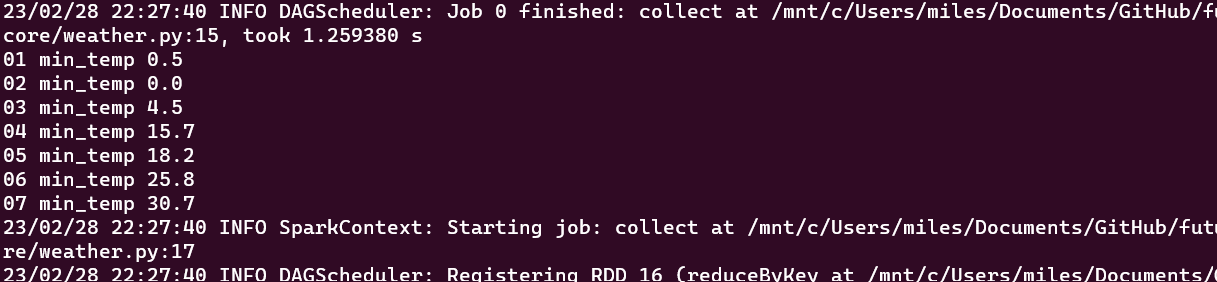 23/02/28 22:27:40 INFO DAGScheduler: Job 0 finished: collect at /mnt/c/Users/miles/Documents/GitHub/fu
core/weather.py:15, took 1.259380 s
01 min_temp 0.5
02 min_temp 0.0
03 min_temp 4.5
04 min_temp 15.7
05 min_temp 18.2
06 min_temp 25.8
07 min_temp 30.7
23/02/28 22:27:40 INFO SparkContext: Starting job: collect at /mnt/c/Users/miles/Documents/GitHub/futu
re/weather.py:17
23/02/28 22:27:40 INFO DAGScheduler: Registering RDD 16 (reduceByKey at /mnt/c/Users/miles/Documents/